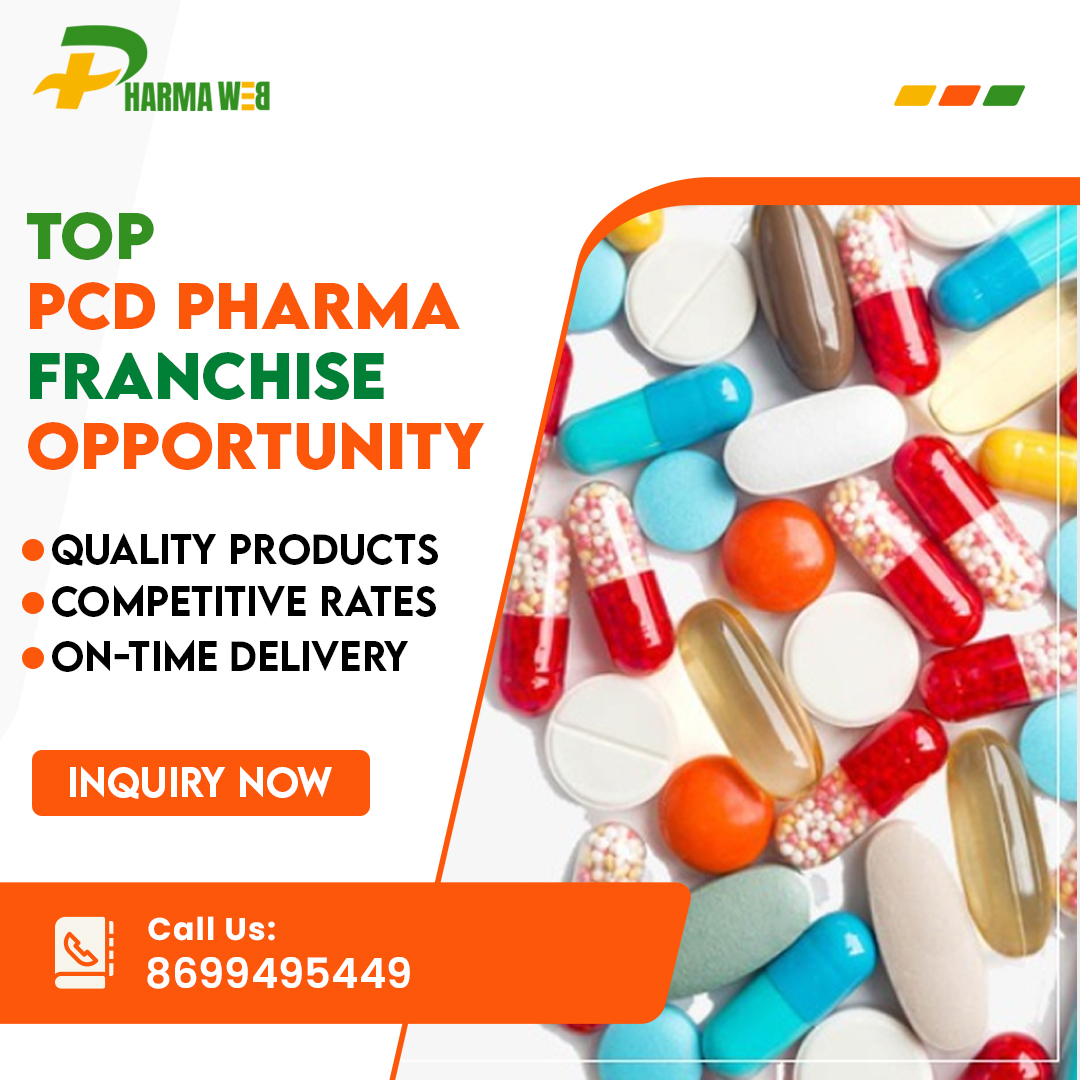 PHARMA WEB
TOP
PCD PHARMA
FRANCHISE
OPPORTUNITY
QUALITY PRODUCTS
COMPETITIVE RATES
ON-TIME DELIVERY
INQUIRY NOW
Call Us:
8699495449